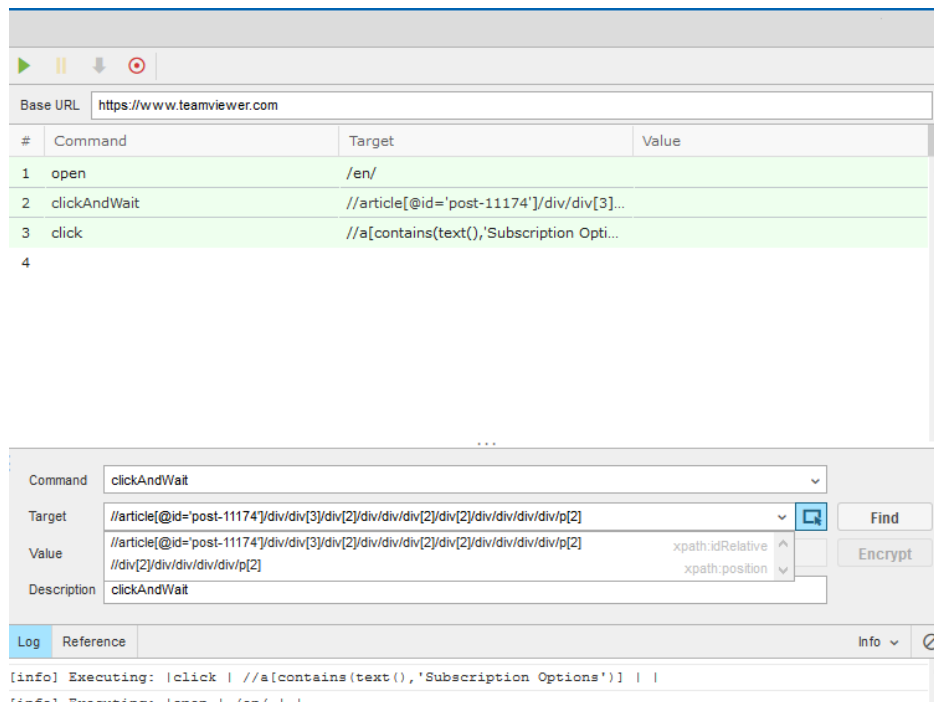 Base URL https://www.teamviewer.com
# Command Target Value
1 open /en/
2 clickAndWait //article[@id='post-11174']/div/div[3]...
3 click //a[contains(text(),'Subscription Opti...
4
...
Command clickAndWait
Target //article[@id='post-11174']/div/div[3]/div[2]/div/div/div[2]/div[2]/div/div/div/div/p[2] Find
Value //article[@id='post-11174']/div/div[3]/div[2]/div/div/div[2]/div[2]/div/div/div/div/p[2] xpath:idRelative Encrypt
//div[2]/div/div/div/div/p[2] xpath:position
Description clickAndWait
Log Reference Info
[info] Executing: |click | //a[contains(text(),'Subscription Options')] | |
[info] Executing: |open | /en/ | |